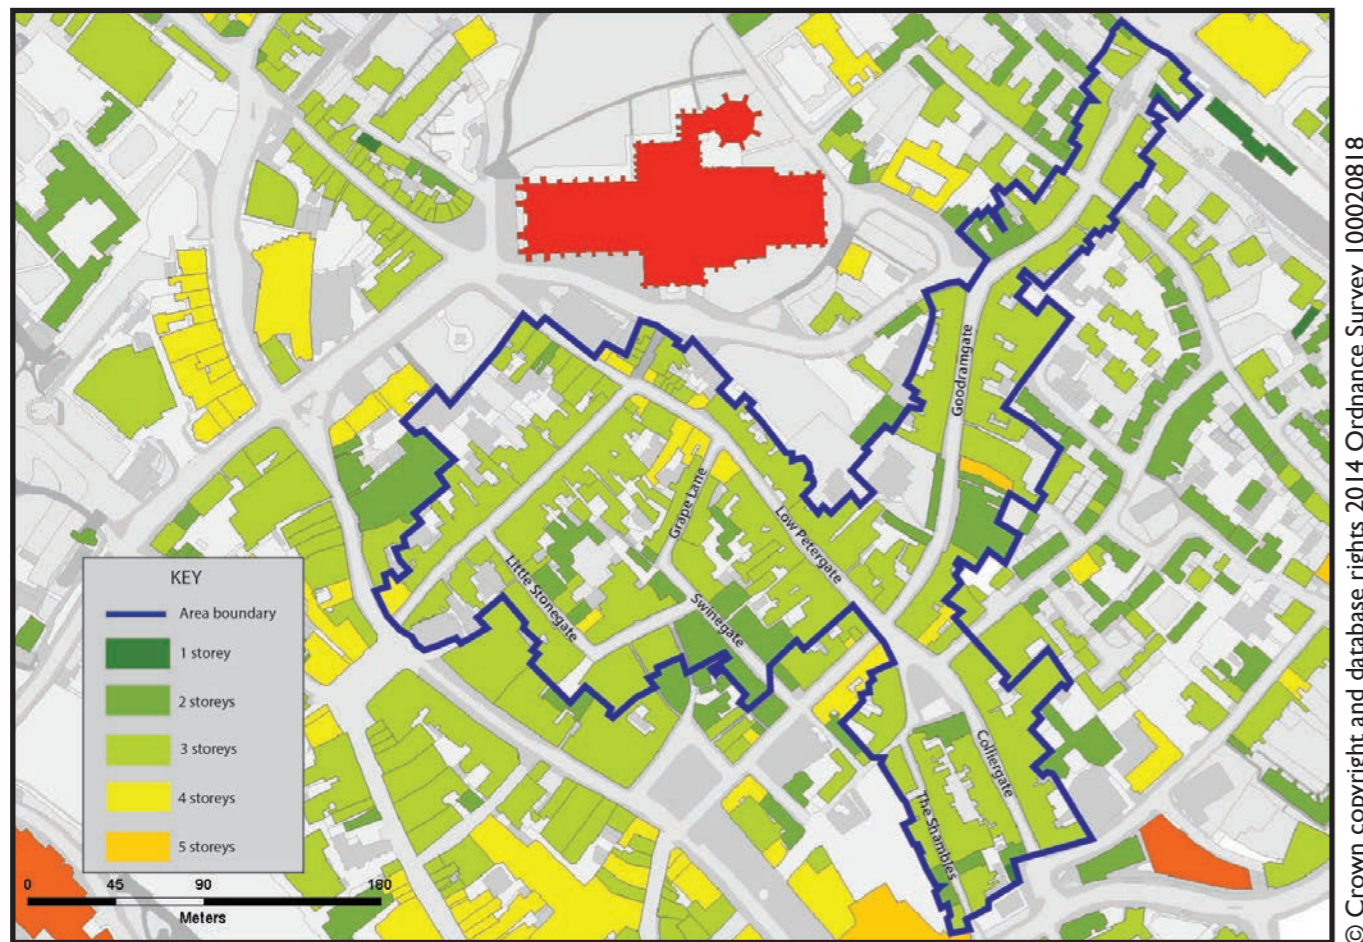 Goodramgate
Grape Lane
Low Petergate
Little Stonegate
Swinegate
Colliergate
The Shambles
KEY
Area boundary
1 storey
2 storeys
3 storeys
4 storeys
5 storeys
0 45 90 180
Meters
© Crown copyright and database rights 2014 Ordnance Survey 100020818